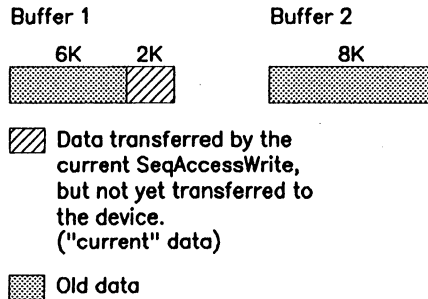 Buffer 1
Buffer 2
6K
2K
8K
Data transferred by the
current SeqAccessWrite,
but not yet transferred to
the device.
("current" data)
Old data